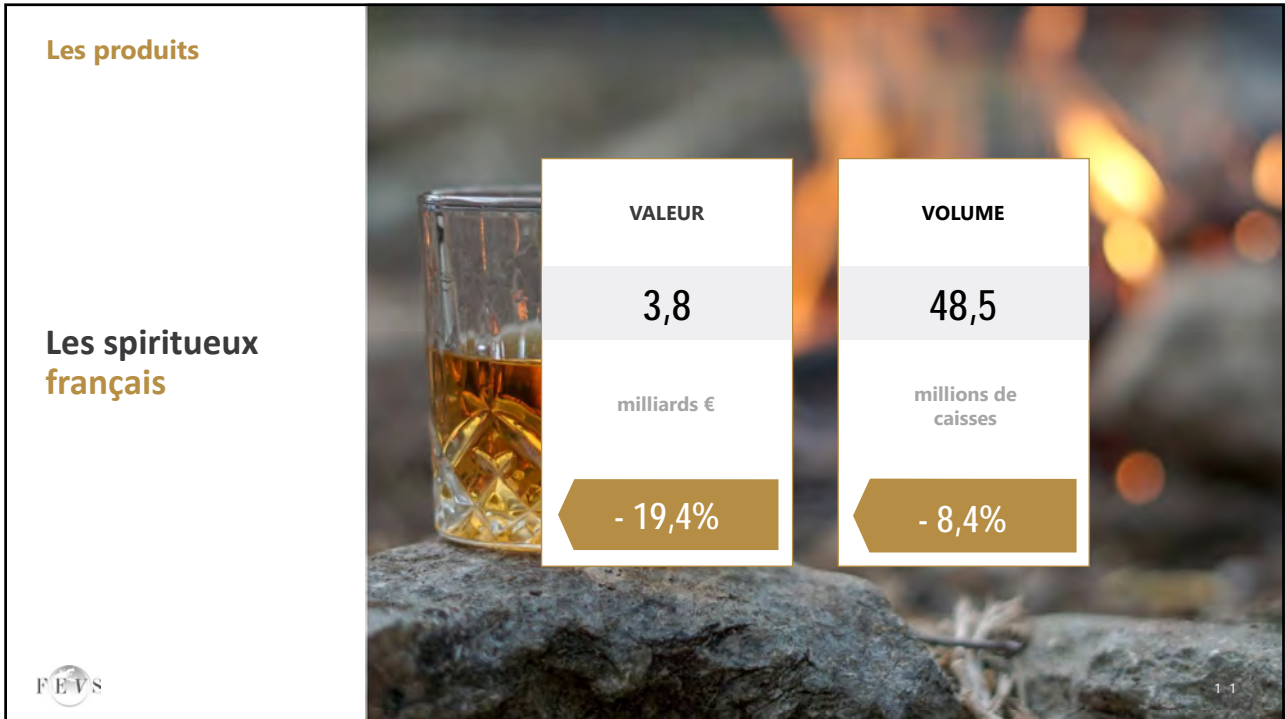 Les produits
Les spiritueux
français
VALEUR
3,8
milliards €
- 19,4%
VOLUME
48,5
millions de
caisses
- 8,4%
FEVS
11